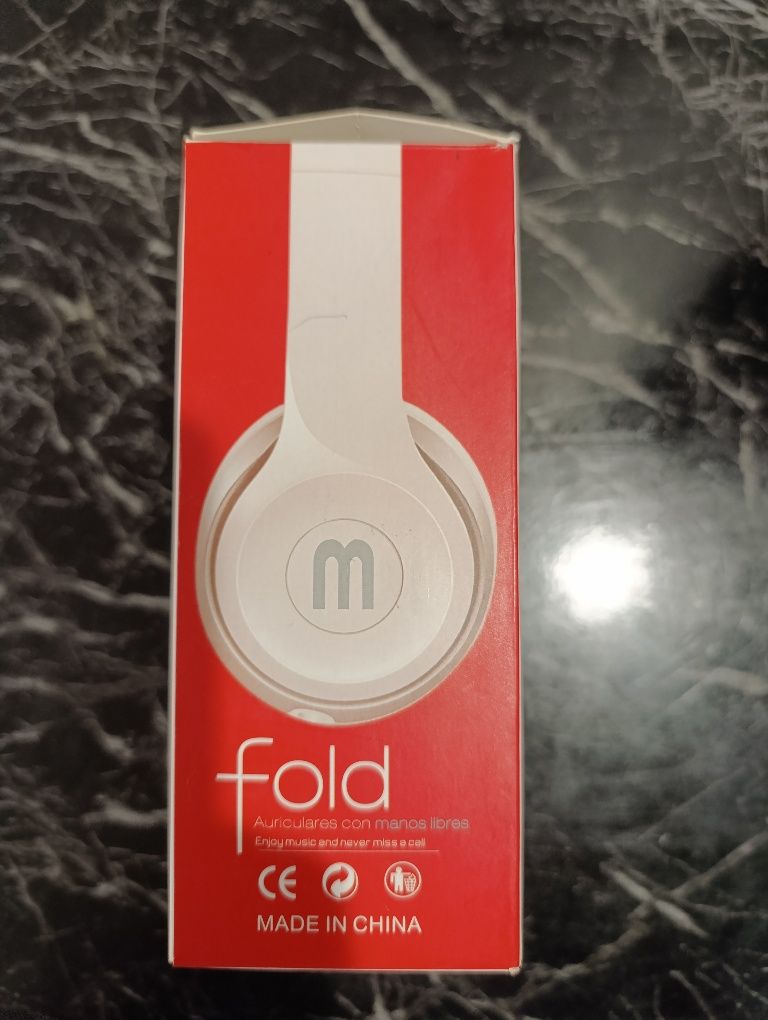 m
fold
Auriculares con manos libres
Enjoy music and never miss a call
CE
MADE IN CHINA